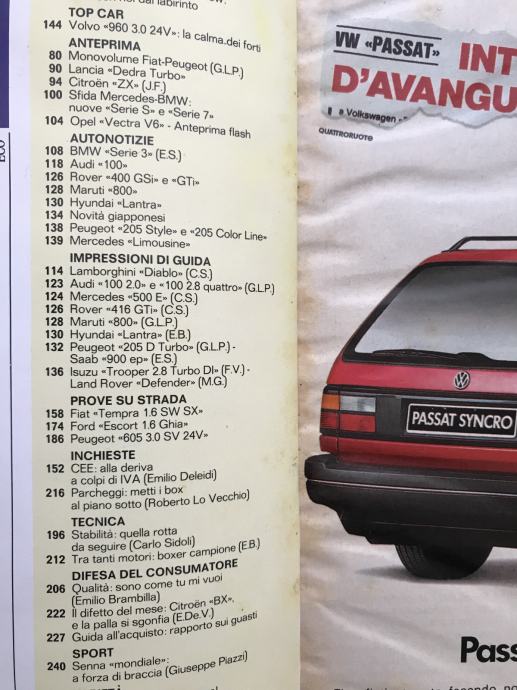 dal labirinto
TOP CAR
144 Volvo «960 3.0 24V»: la calma dei forti
ANTEPRIMA
80 Monovolume Fiat-Peugeot (G.L.P.)
90 Lancia «Dedra Turbo»
94 Citroën «ZX» (J.F.)
100 Sfida Mercedes-BMW:
nuove «Serie S» e «Serie 7»
104 Opel «Vectra V6» - Anteprima flash
AUTONOTIZIE
108 BMW «Serie 3» (E.S.)
118 Audi «100»
126 Rover «400 GSi» e «GTi»
128 Maruti «800»
130 Hyundai «Lantra»
134 Novità giapponesi
138 Peugeot «205 Style» e «205 Color Line»
139 Mercedes «Limousine»
IMPRESSIONI DI GUIDA
114 Lamborghini «Diablo» (C.S.)
123 Audi «100 2.0» e «100 2.8 quattro» (G.L.P.)
124 Mercedes «500 E» (C.S.)
126 Rover «416 GTi» (C.S.)
128 Maruti «800» (G.L.P.)
130 Hyundai «Lantra» (E.B.)
132 Peugeot «205 D Turbo» (G.L.P.) -
Saab «900 ep» (E.S.)
136 Isuzu «Trooper 2.8 Turbo DI» (F.V.) -
Land Rover «Defender» (M.G.)
PROVE SU STRADA
158 Fiat «Tempra 1.6 SW SX»
174 Ford «Escort 1.6 Ghia»
186 Peugeot «605 3.0 SV 24V»
INCHIESTE
152 CEE: alla deriva
a colpi di IVA (Emilio Deleidi)
216 Parcheggi: metti i box
al piano sotto (Roberto Lo Vecchio)
TECNICA
196 Stabilità: quella rotta
da seguire (Carlo Sidoli)
212 Tra tanti motori: boxer campione (E.B.)
DIFESA DEL CONSUMATORE
206 Qualità: sono come tu mi vuoi
(Emilio Brambilla)
222 Il difetto del mese: Citroën «BX»,
e la palla si sgonfia (E.De.V.)
227 Guida all'acquisto: rapporto sui guasti
SPORT
240 Senna «mondiale»:
a forza di braccia (Giuseppe Piazzi)
VW «PASSAT»
INT
D'AVANGU
Volkswagen
QUATTRORUOTE
PASSAT SYNCRO
Pass